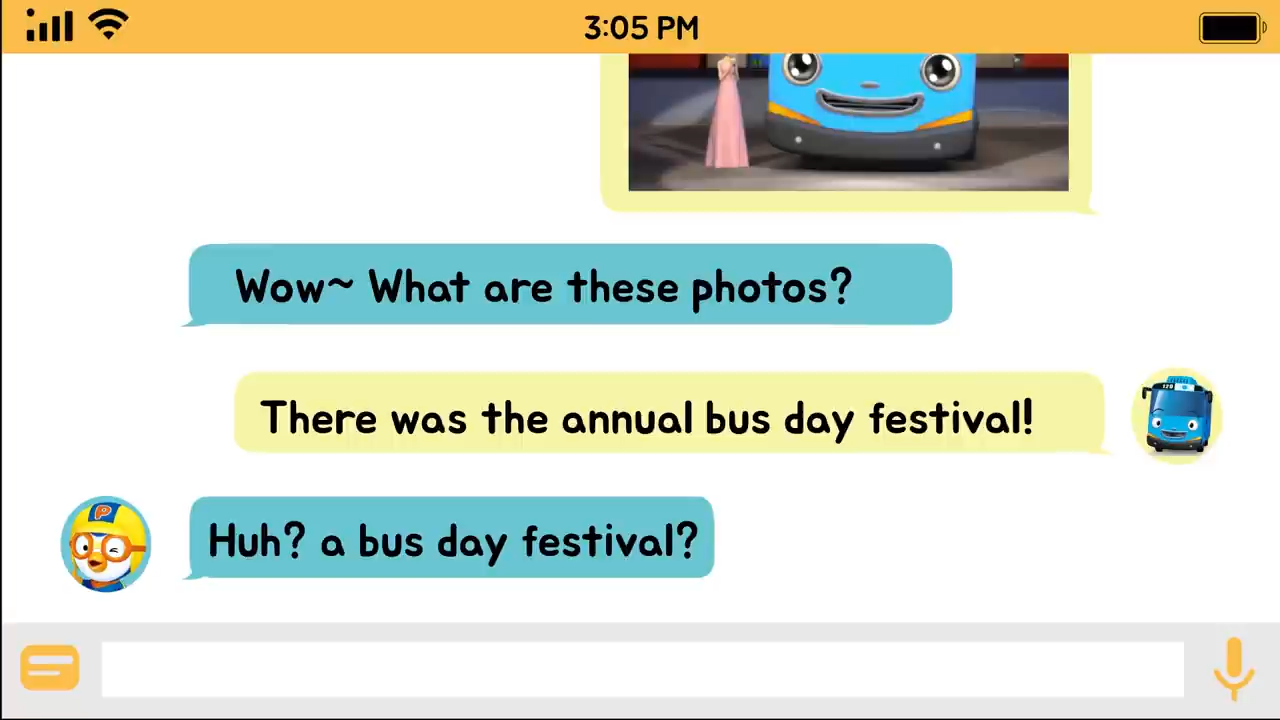 3:05 PM
Wow~ What are these photos?
There was the annual bus day festival!
120
Huh? a bus day festival?
P